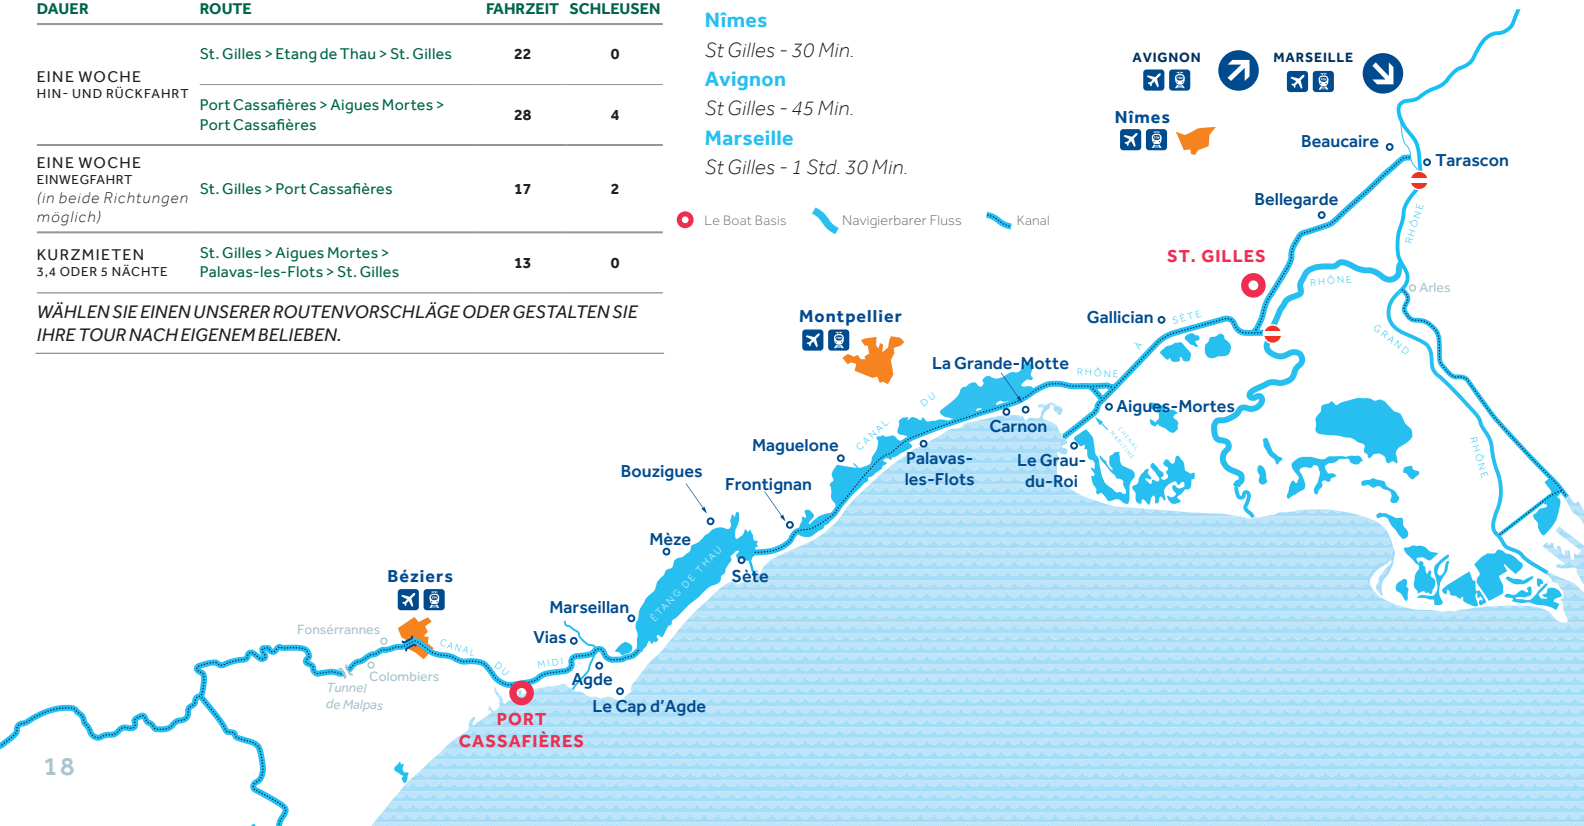 DAUER ROUTE FAHRZEIT SCHLEUSEN
EINE WOCHE
HIN- UND RÜCKFAHRT
St. Gilles > Etang de Thau > St. Gilles 22 0
Port Cassafières > Aigues Mortes >
Port Cassafières 28 4
EINE WOCHE
EINWEGFAHRT
(in beide Richtungen
möglich)
St. Gilles > Port Cassafières 17 2
KURZMIETEN
3,4 ODER 5 NÄCHTE
St. Gilles > Aigues Mortes >
Palavas-les-Flots > St. Gilles 13 0
WÄHLEN SIE EINEN UNSERER ROUTENVORSCHLÄGE ODER GESTALTEN SIE
IHRE TOUR NACH EIGENEM BELIEBEN.
Nîmes
St Gilles - 30 Min.
Avignon
St Gilles - 45 Min.
Marseille
St Gilles - 1 Std. 30 Min.
Le Boat Basis
Navigierbarer Fluss
Kanal
AVIGNON
MARSEILLE
Nîmes
Beaucaire
Tarascon
Bellegarde
RHÔNE
ST. GILLES
RHÔNE
Arles
Gallician
SÈTE
À
RHÔNE
DU
CANAL
GRAND
RHÔNE
Montpellier
La Grande-Motte
Aigues-Mortes
CHENAL
MARITIME
Carnon
Maguelone
Palavas-
les-Flots
Le Grau-
du-Roi
Bouzigues
Frontignan
Mèze
Sète
ÉTANG DE THAU
Béziers
Marseillan
Fonsérrannes
Vias
CANAL
DU
MIDI
Colombiers
Agde
Tunnel
de Malpas
Le Cap d'Agde
PORT
CASSAFIÈRES
18